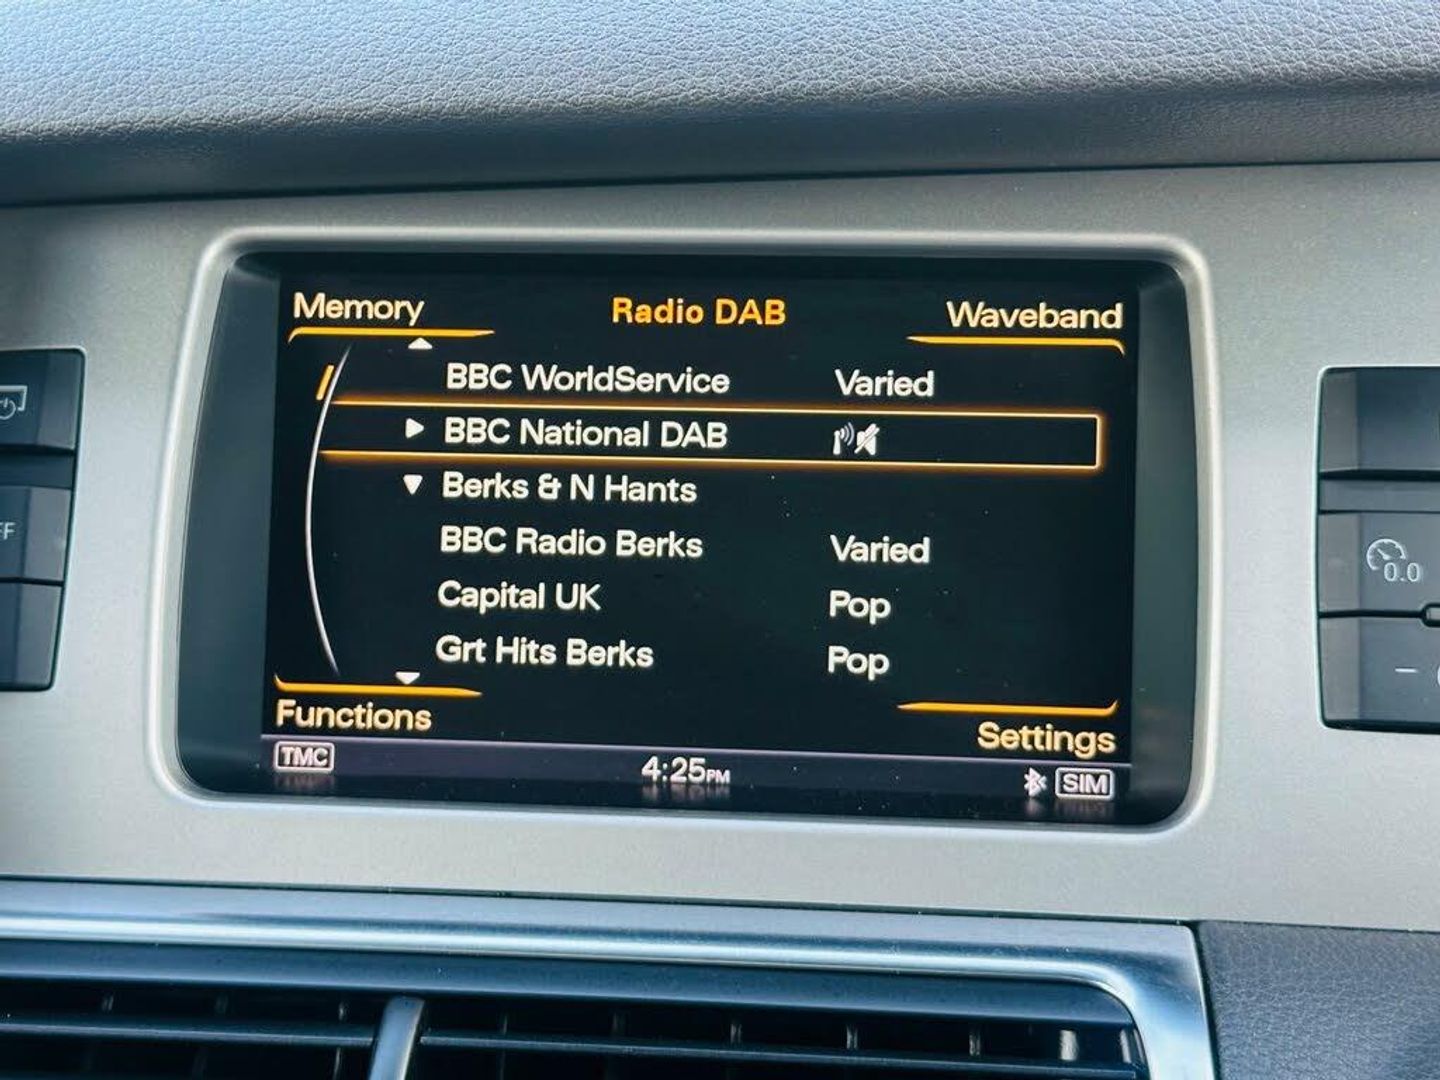 Memory Radio DAB Waveband
BBC WorldService Varied
BBC National DAB
Berks & N Hants
BBC Radio Berks Varied
Capital UK Pop
Grt Hits Berks Pop
Functions Settings
TMC 4:25PM SIM
0.0